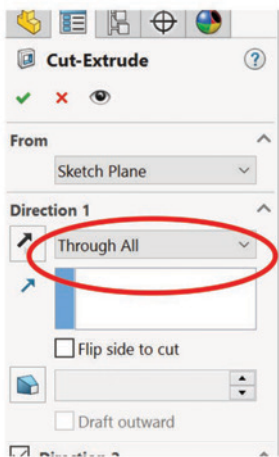 Cut-Extrude
?
From
Sketch Plane
Direction 1
Through All
Flip side to cut
Draft outward